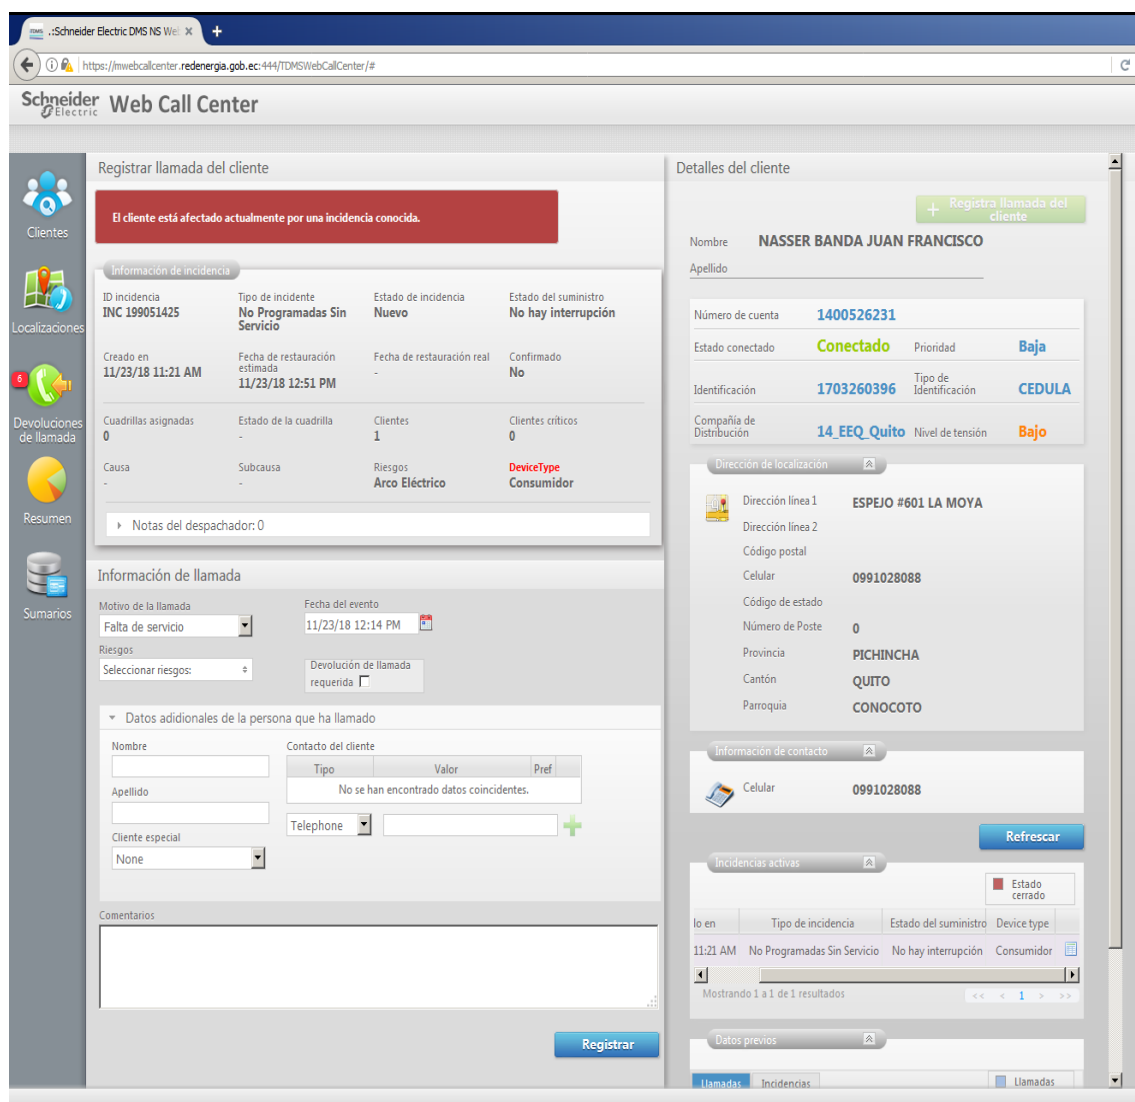 .:Schneider Electric DMS NS Wel
https://mwebcallcenter.redenergia.gob.ec:444/TDMSWebCallCenter/#
Schneider Electric Web Call Center
Clientes
Localizaciones
6
Devoluciones
de llamada
Resumen
Sumarios
Registrar llamada del cliente
El cliente está afectado actualmente por una incidencia conocida.
Información de incidencia
ID incidencia Tipo de incidente Estado de incidencia Estado del suministro
INC 199051425 No Programadas Sin Nuevo No hay interrupción
Servicio
Creado en Fecha de restauración Fecha de restauración real Confirmado
estimada
11/23/18 11:21 AM 11/23/18 12:51 PM - No
Cuadrillas asignadas Estado de la cuadrilla Clientes Clientes críticos
0 - 1 0
Causa Subcausa Riesgos DeviceType
- - Arco Eléctrico Consumidor
Notas del despachador: 0
Información de llamada
Motivo de la llamada Fecha del evento
Falta de servicio 11/23/18 12:14 PM
Riesgos
Seleccionar riesgos:
Devolución de llamada
requerida
Datos adidionales de la persona que ha llamado
Nombre Contacto del cliente
Tipo Valor Pref
No se han encontrado datos coincidentes.
Apellido
Telephone
Cliente especial
None
Comentarios
Registrar
Detalles del cliente
+ Registra llamada del
cliente
Nombre NASSER BANDA JUAN FRANCISCO
Apellido
Número de cuenta 1400526231
Estado conectado Conectado Prioridad Baja
Identificación 1703260396 Tipo de
Identificación CEDULA
Compañía de
Distribución 14_EEQ_Quito Nivel de tensión Bajo
Dirección de localización
Dirección línea 1 ESPEJO #601 LA MOYA
Dirección línea 2
Código postal
Celular 0991028088
Código de estado
Número de Poste 0
Provincia PICHINCHA
Cantón QUITO
Parroquia CONOCOTO
Información de contacto
Celular 0991028088
Refrescar
Incidencias activas
Estado
cerrado
lo en Tipo de incidencia Estado del suministro Device type
11:21 AM No Programadas Sin Servicio No hay interrupción Consumidor
Mostrando 1 a 1 de 1 resultados << < 1 > >>
Datos previos
Llamadas Incidencias Llamadas